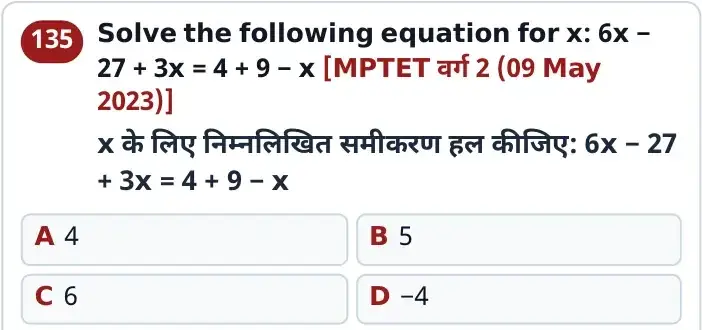 135 Solve the following equation for x: 6x −
27 + 3x = 4 + 9 − x [MPTET वर्ग 2 (09 May
2023)]
x के लिए निम्नलिखित समीकरण हल कीजिए: 6x − 27
+ 3x = 4 + 9 − x
A 4
B 5
C 6
D −4